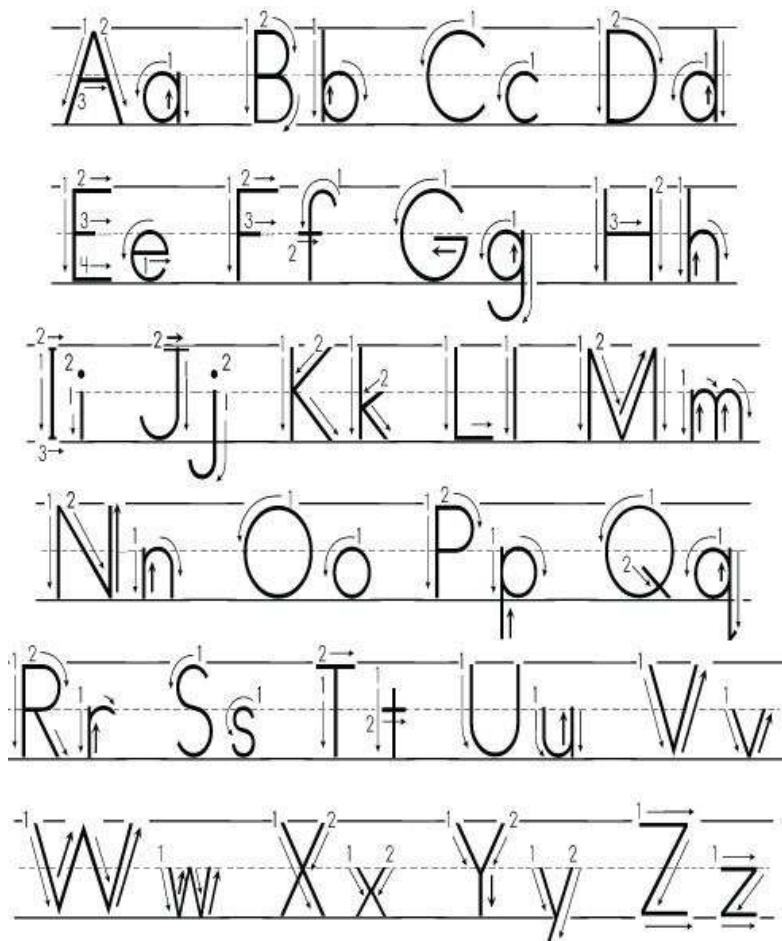 Aa Bb Cc Dd
Ee Ff Gg Hh
Ii Jj Kk Ll Mm
Nn Oo Pp Qq
Rr Ss Tt Uu Vv
Ww Xx Yy Zz